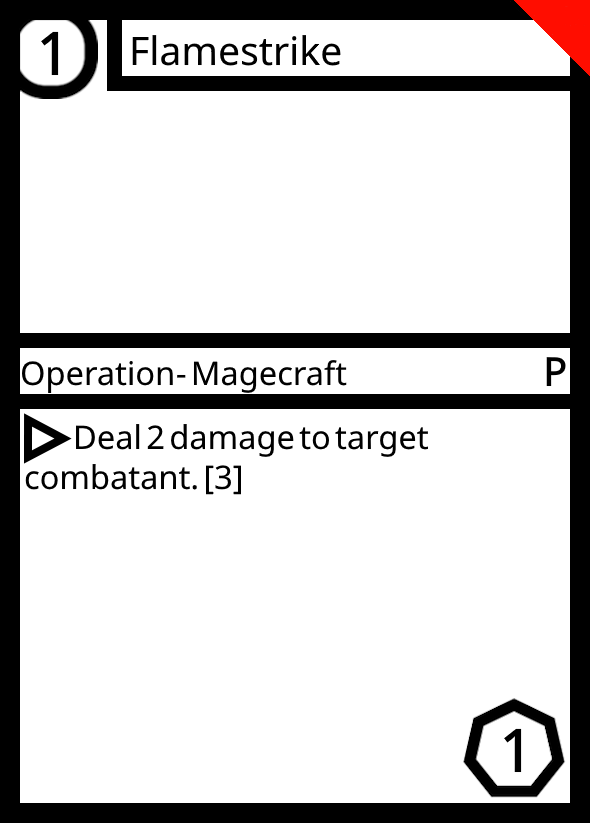 1
Flamestrike
Operation- Magecraft
P
Deal 2 damage to target
combatant. [3]
1